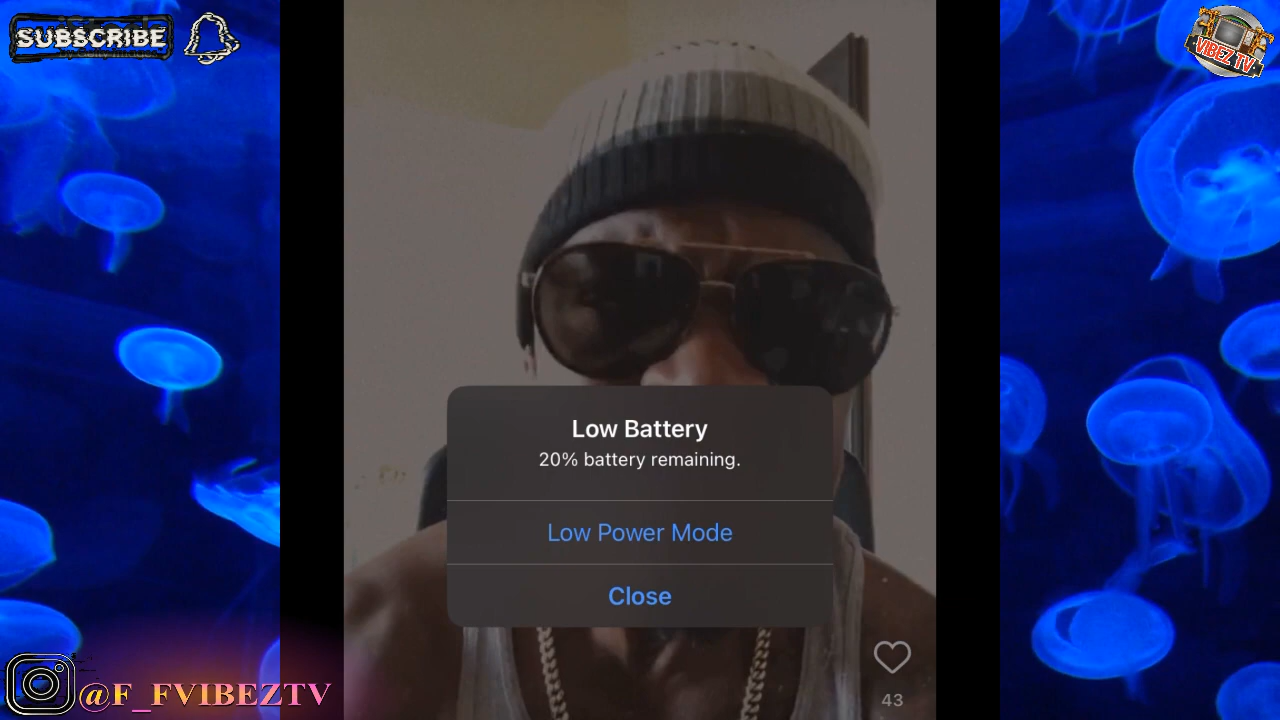 SUBSCRIBE
VIBEZ TV
Low Battery
20% battery remaining.
Low Power Mode
Close
43
@F_FVIBEZTV